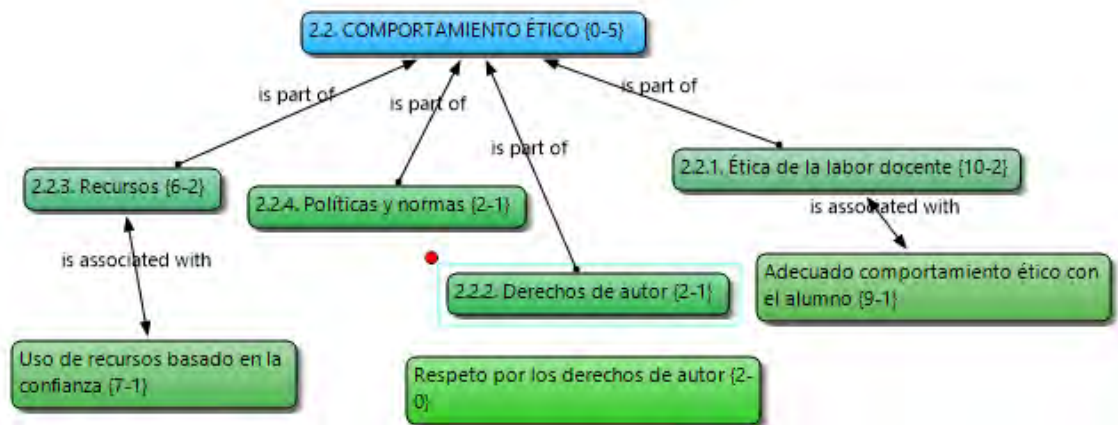 2.2. COMPORTAMIENTO ÉTICO {0-5}
is part of
is part of
is part of
is part of
2.2.3. Recursos {6-2}
2.2.4. Políticas y normas {2-1}
2.2.1. Ética de la labor docente {10-2}
is associated with
is associated with
2.2.2. Derechos de autor {2-1}
Adecuado comportamiento ético con
el alumno {9-1}
Uso de recursos basado en la
confianza {7-1}
Respeto por los derechos de autor {2-
0}